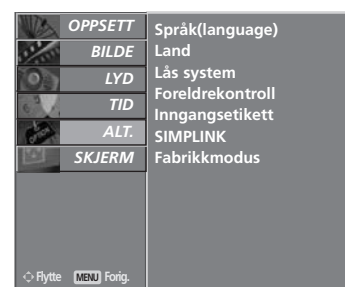 OPPSETT
BILDE
LYD
TID
ALT.
SKJERM
Språk(language)
Land
Lås system
Foreldrekontroll
Inngangsetikett
SIMPLINK
Fabrikkmodus
Flytte MENU Forig.